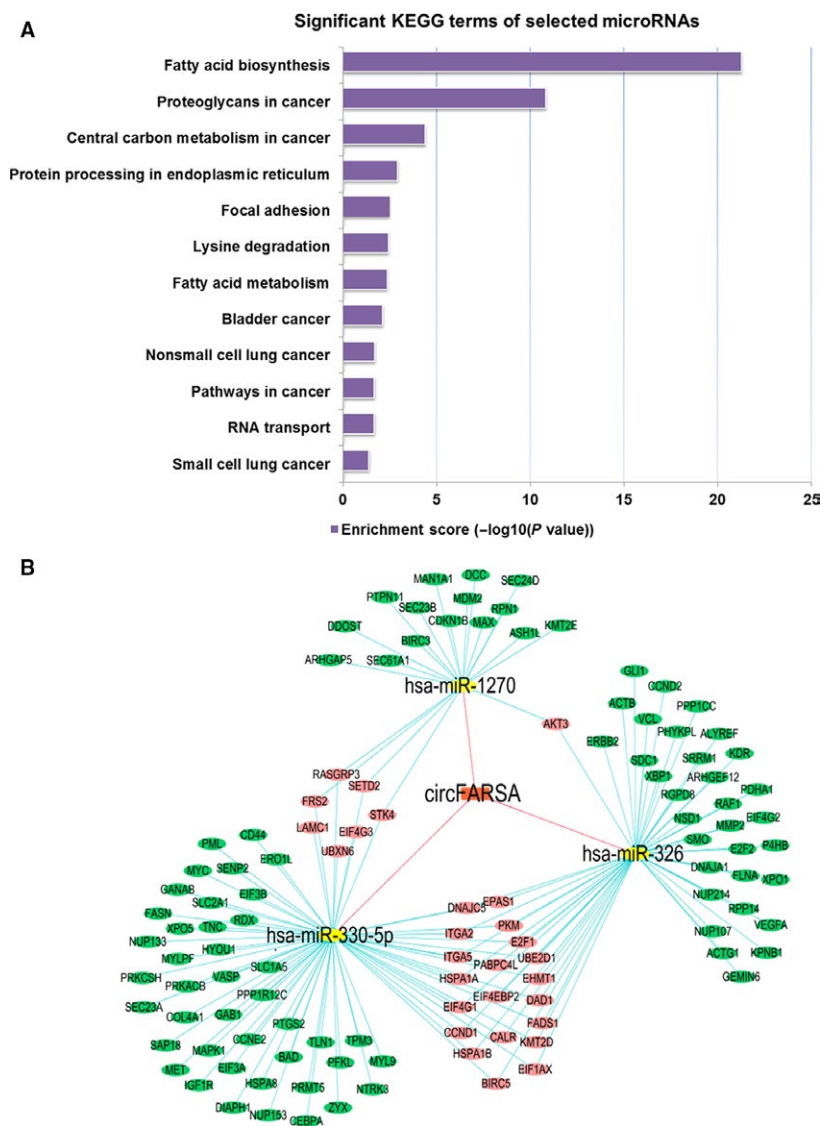 A
Significant KEGG terms of selected microRNAs
Fatty acid biosynthesis
Proteoglycans in cancer
Central carbon metabolism in cancer
Protein processing in endoplasmic reticulum
Focal adhesion
Lysine degradation
Fatty acid metabolism
Bladder cancer
Nonsmall cell lung cancer
Pathways in cancer
RNA transport
Small cell lung cancer
0 5 10 15 20 25
Enrichment score (−log10(P value))
B
MAN1A1
DCC
SEC24D
PTPN11
MDM2
SEC23B
RPN1
CDKN1B
MAX
DDOST
KMT2E
BIRC3
ASH1L
ARHGAP5
SEC61A1
hsa-miR-1270
GLI1
CCND2
ACTB
PPP1CC
VCL
AKT3
PHYKPL
ALYREF
ERBB2
SDC1
SRRM1
KDR
XBP1
ARHGEF12
RASGRP3
SETD2
circFARSA
RGPD8
PDHA1
FRS2
RAF1
NSD1
EIF4G2
STK4
LAMC1
EIF4G3
MMP2
SMO
UBXN6
E2F2
P4HB
hsa-miR-326
PML
CD44
ERO1L
DNAJA1
FLNA
XPO1
MYC
SENP2
NUP214
RPP14
GANAB
SLC2A1
EIF3B
VEGFA
FASN
XPO5
TNC
RDX
NUP107
NUP133
HYOU1
hsa-miR-330-5p
ACTG1
KPNB1
MYLPF
SLC1A5
GEMIN6
PRKCSH
VASP
PRKACB
PPP1R12C
SEC23A
COL4A1
GAB1
PTGS2
SAP18
MAPK1
CCNE2
TLN1
TPM3
MET
EIF3A
BAD
PFKL
MYL9
IGF1R
HSPA8
PRMT5
NTRK3
DIAPH1
NUP153
CEBPA
ZYX
DNAJC5
EPAS1
ITGA2
PKM
E2F1
ITGA5
UBE2D1
PABPC4L
HSPA1A
EHMT1
EIF4EBP2
EIF4G1
DAD1
FADS1
CCND1
CALR
KMT2D
HSPA1B
EIF1AX
BIRC5